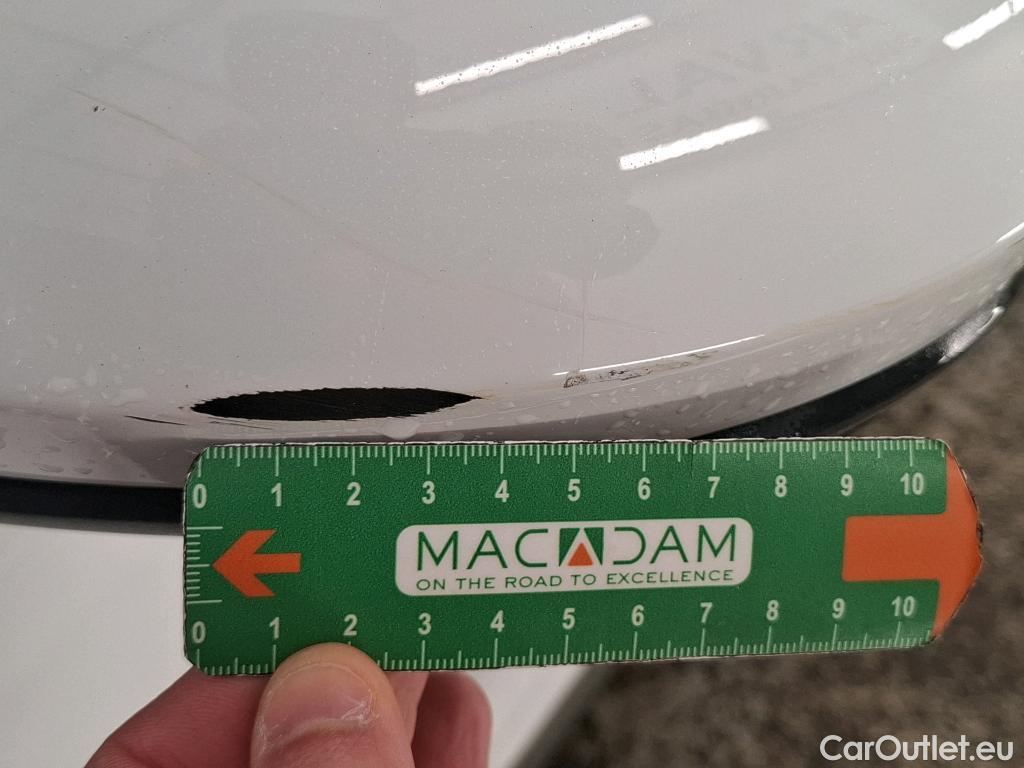 0 1 2 3 4 5 6 7 8 9 10
MACADAM
ON THE ROAD TO EXCELLENCE
0 1 2 3 4 5 6 7 8 9 10
CarOutlet.eu